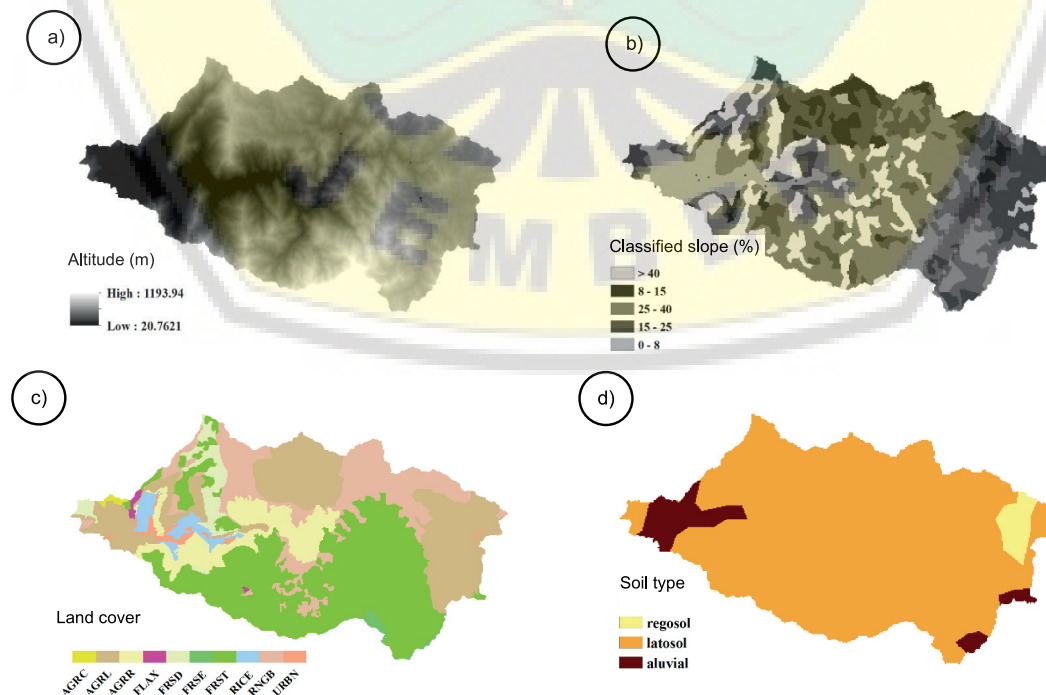 a)
Altitude (m)
High : 1193.94
Low : 20.7621
b)
Classified slope (%)
> 40
8 - 15
25 - 40
15 - 25
0 - 8
c)
Land cover
AGRC
AGRL
AGRR
FLAX
FRSD
FRSE
FRST
RICE
RNGB
URBN
d)
Soil type
regosol
latosol
aluvial